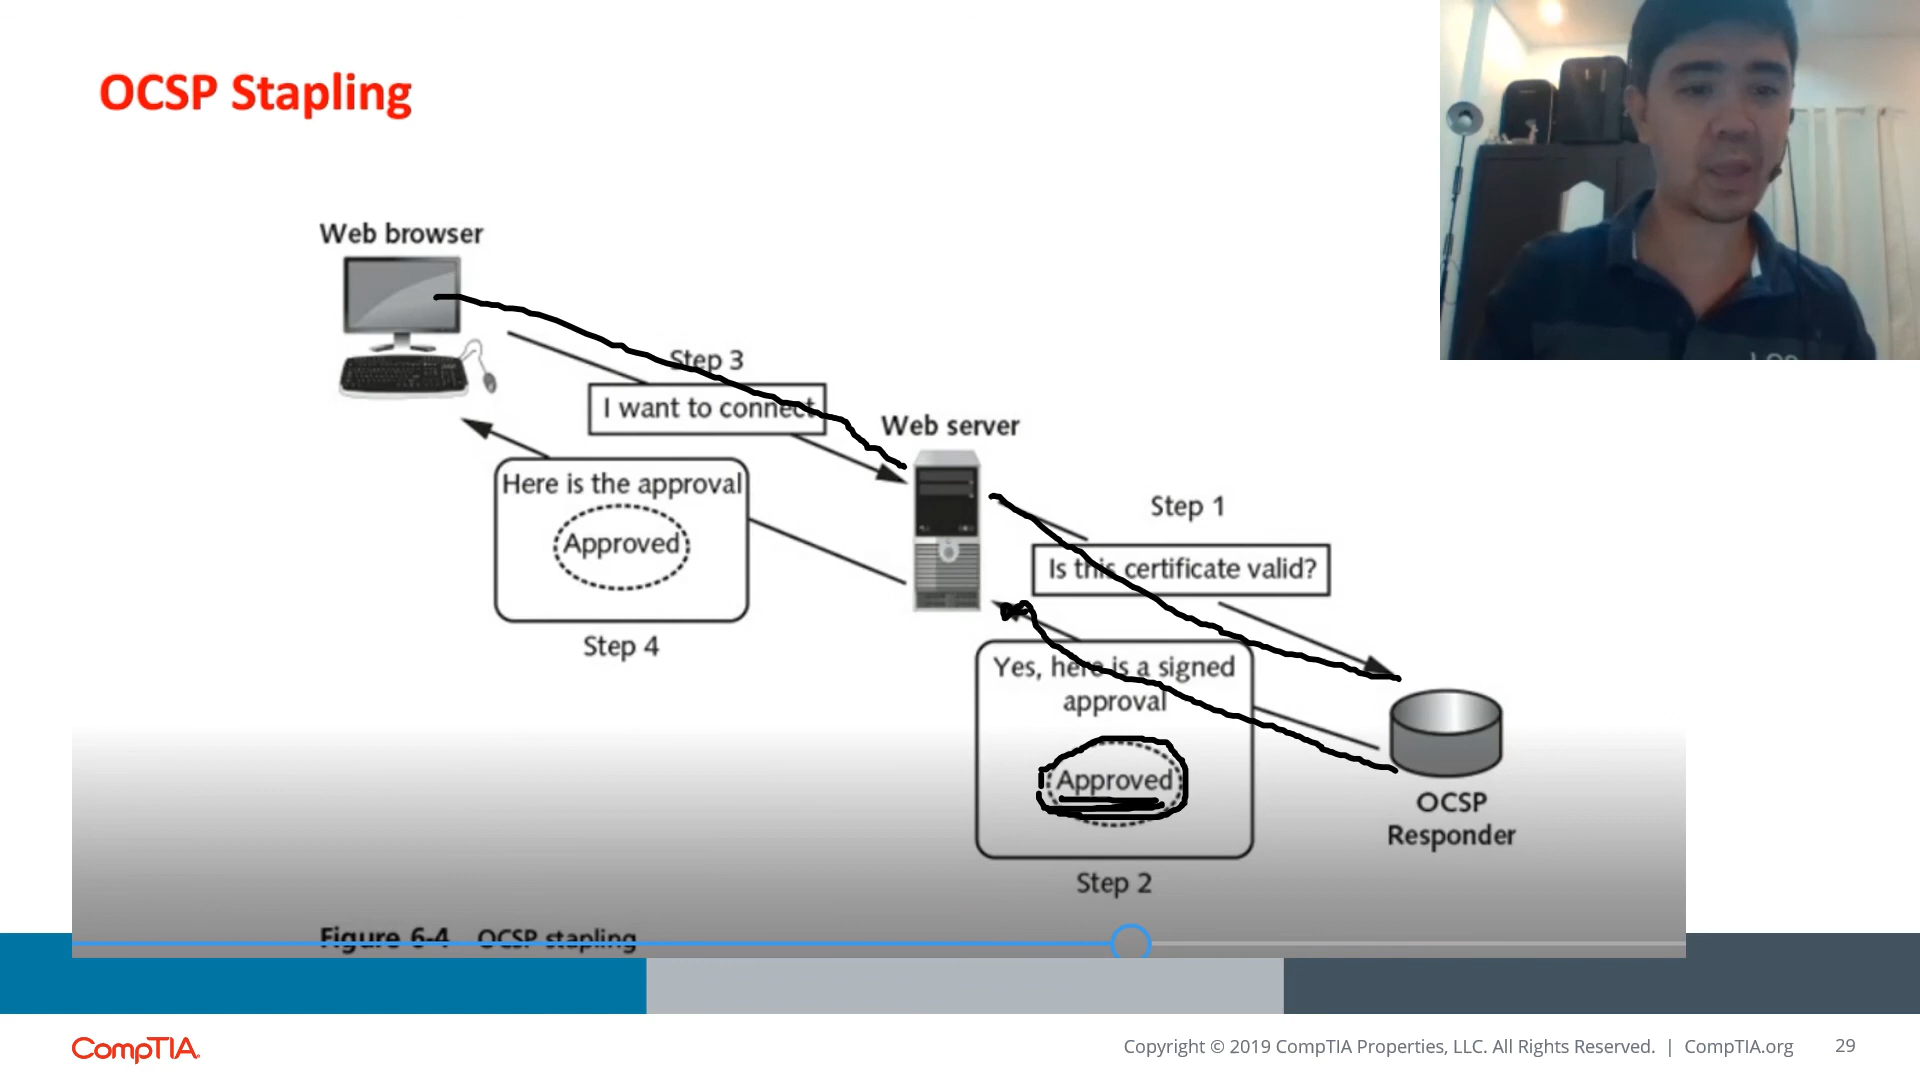 OCSP Stapling
Web browser
Step 3
I want to connect
Web server
Here is the approval
Approved
Step 4
Step 1
Is this certificate valid?
Yes, here is a signed
approval
Approved
Step 2
OCSP
Responder
Figure 6-4 OCSP stapling
CompTIA.
Copyright © 2019 CompTIA Properties, LLC. All Rights Reserved. | CompTIA.org
29